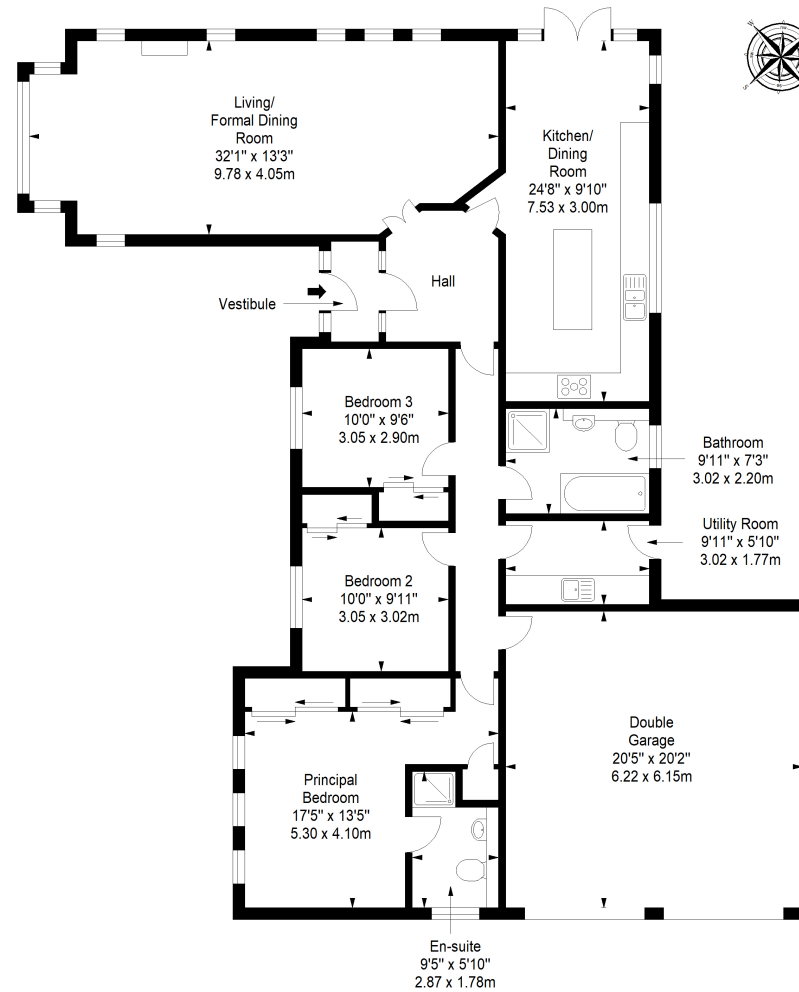 Living/
Formal Dining
Room
32'1" x 13'3"
9.78 x 4.05m
Kitchen/
Dining
Room
24'8" x 9'10"
7.53 x 3.00m
Hall
Vestibule
Bedroom 3
10'0" x 9'6"
3.05 x 2.90m
Bathroom
9'11" x 7'3"
3.02 x 2.20m
Utility Room
9'11" x 5'10"
3.02 x 1.77m
Bedroom 2
10'0" x 9'11"
3.05 x 3.02m
Double
Garage
20'5" x 20'2"
6.22 x 6.15m
Principal
Bedroom
17'5" x 13'5"
5.30 x 4.10m
En-suite
9'5" x 5'10"
2.87 x 1.78m
W
S